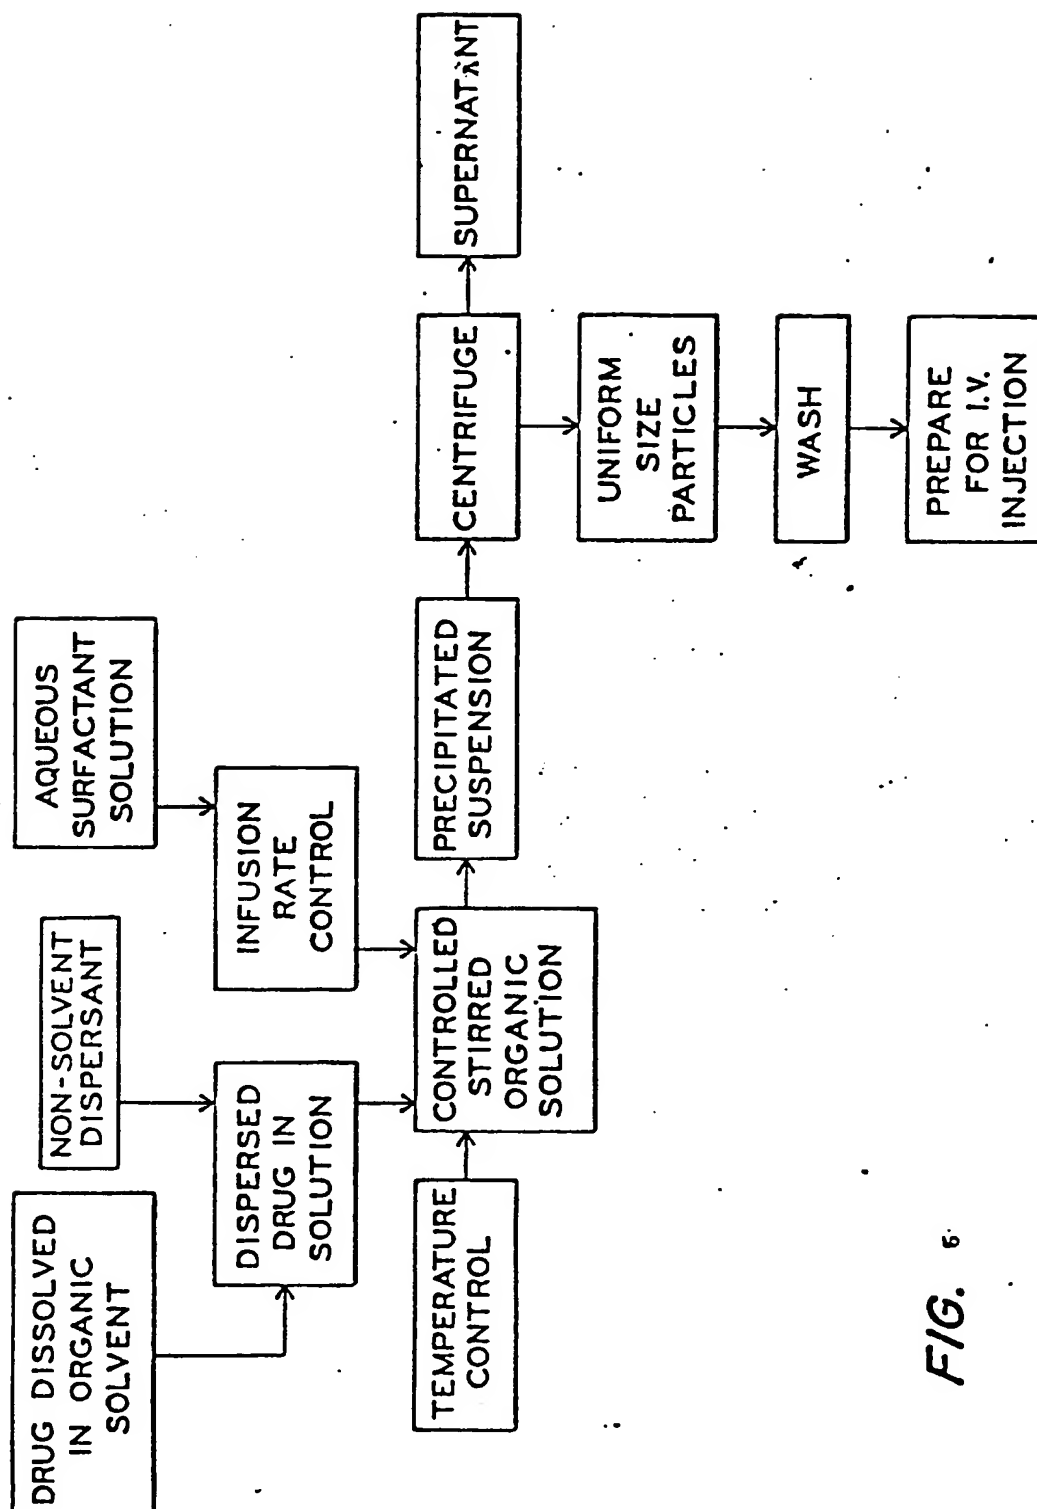 DRUG DISSOLVED
IN ORGANIC
SOLVENT
NON-SOLVENT
DISPERSANT
AQUEOUS
SURFACTANT
SOLUTION
DISPERSED
DRUG IN
SOLUTION
INFUSION
RATE
CONTROL
TEMPERATURE
CONTROL
CONTROLLED
STIRRED
ORGANIC
SOLUTION
PRECIPITATED
SUSPENSION
CENTRIFUGE
SUPERNATANT
UNIFORM
SIZE
PARTICLES
WASH
PREPARE
FOR I.V.
INJECTION
FIG. 5